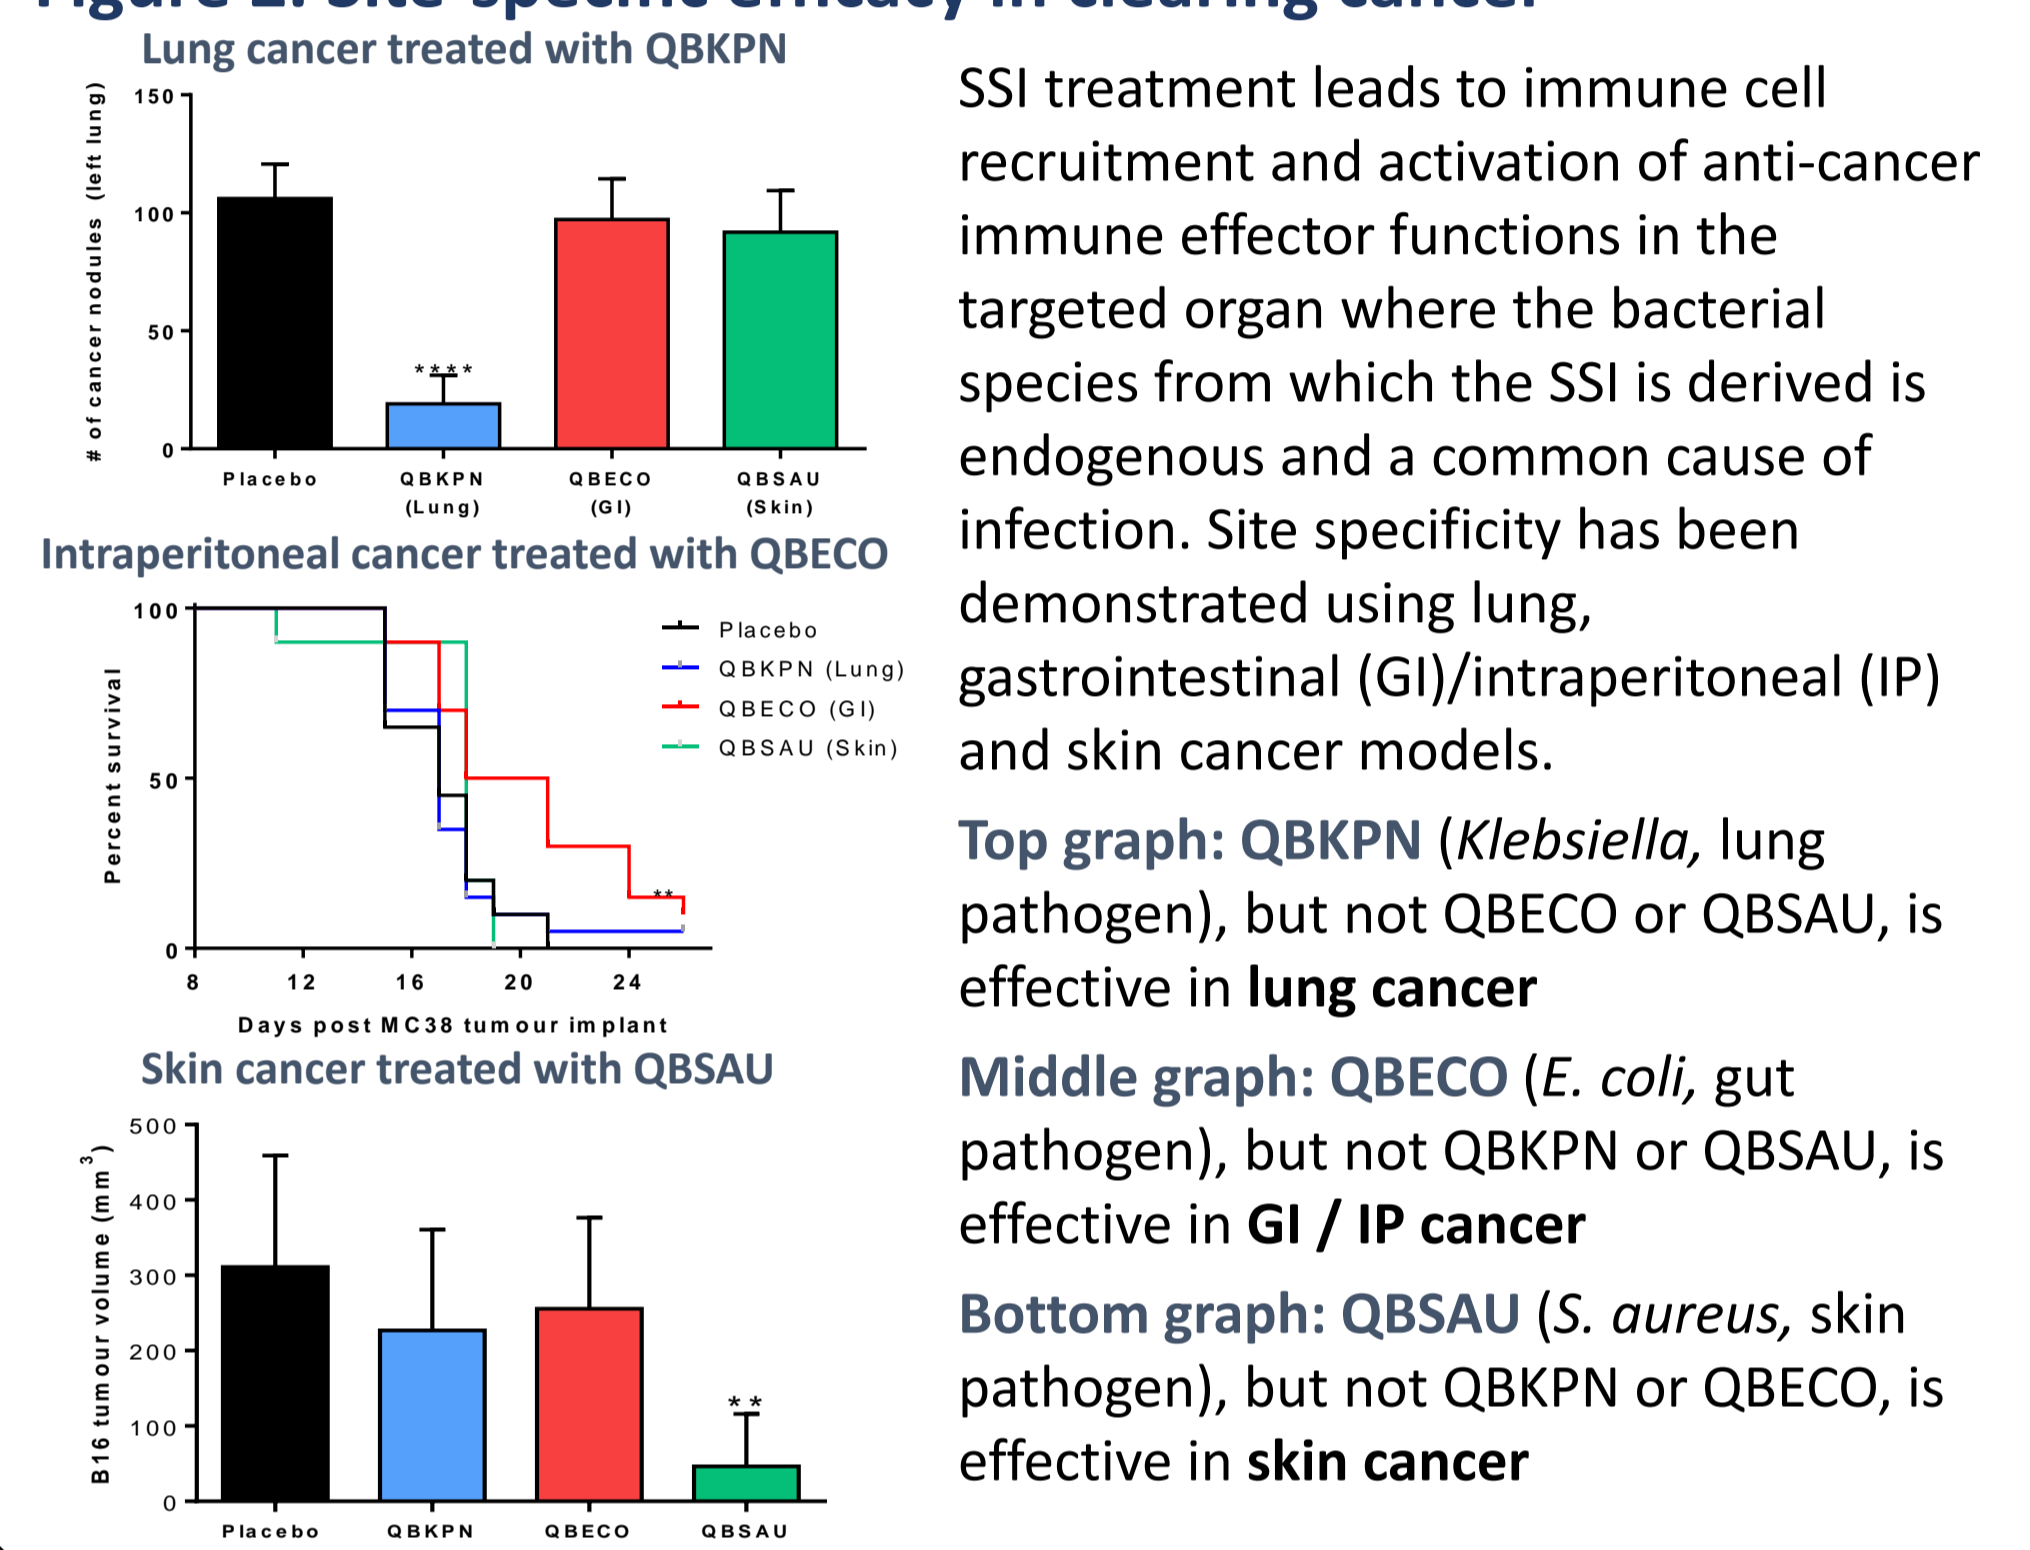 Figure 2. Site-specific efficacy in clearing cancer
Lung cancer treated with QBKPN
# of cancer nodules (left lung)
150
100
50
0
****
Placebo
QBKPN
(Lung)
QBECO
(GI)
QBSAU
(Skin)
Intraperitoneal cancer treated with QBECO
Percent survival
100
50
0
Placebo
QBKPN (Lung)
QBECO (GI)
QBSAU (Skin)
**
8 12 16 20 24
Days post MC38 tumour implant
Skin cancer treated with QBSAU
B16 tumour volume (mm³)
500
400
300
200
100
0
**
Placebo QBKPN QBECO QBSAU
SSI treatment leads to immune cell
recruitment and activation of anti-cancer
immune effector functions in the
targeted organ where the bacterial
species from which the SSI is derived is
endogenous and a common cause of
infection. Site specificity has been
demonstrated using lung,
gastrointestinal (GI)/intraperitoneal (IP)
and skin cancer models.
Top graph: QBKPN (Klebsiella, lung
pathogen), but not QBECO or QBSAU, is
effective in lung cancer
Middle graph: QBECO (E. coli, gut
pathogen), but not QBKPN or QBSAU, is
effective in GI / IP cancer
Bottom graph: QBSAU (S. aureus, skin
pathogen), but not QBKPN or QBECO, is
effective in skin cancer